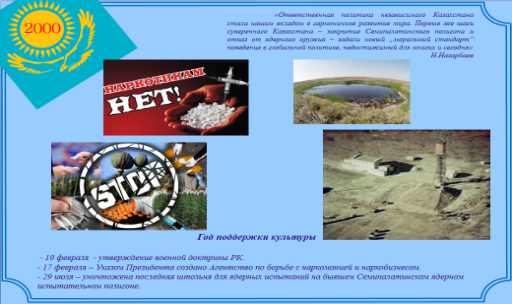 2000
«Ответственная политика независимого Казахстана
стала нашим вкладом в гармоничное развитие мира. Первые же шаги
суверенного Казахстана – закрытие Семипалатинского полигона и
отказ от ядерного оружия – задали новый „моральный стандарт"
поведения в глобальной политике, недостижимый для многих и сегодня»
Н.Назарбаев
НАРКОТИКАМ
НЕТ!
STOP
Год поддержки культуры
- 10 февраля - утверждение военной доктрины РК.
- 17 февраля – Указом Президента создано Агентство по борьбе с наркоманией и наркобизнесом.
- 29 июля – уничтожена последняя штольня для ядерных испытаний на бывшем Семипалатинском ядерном
испытательном полигоне.